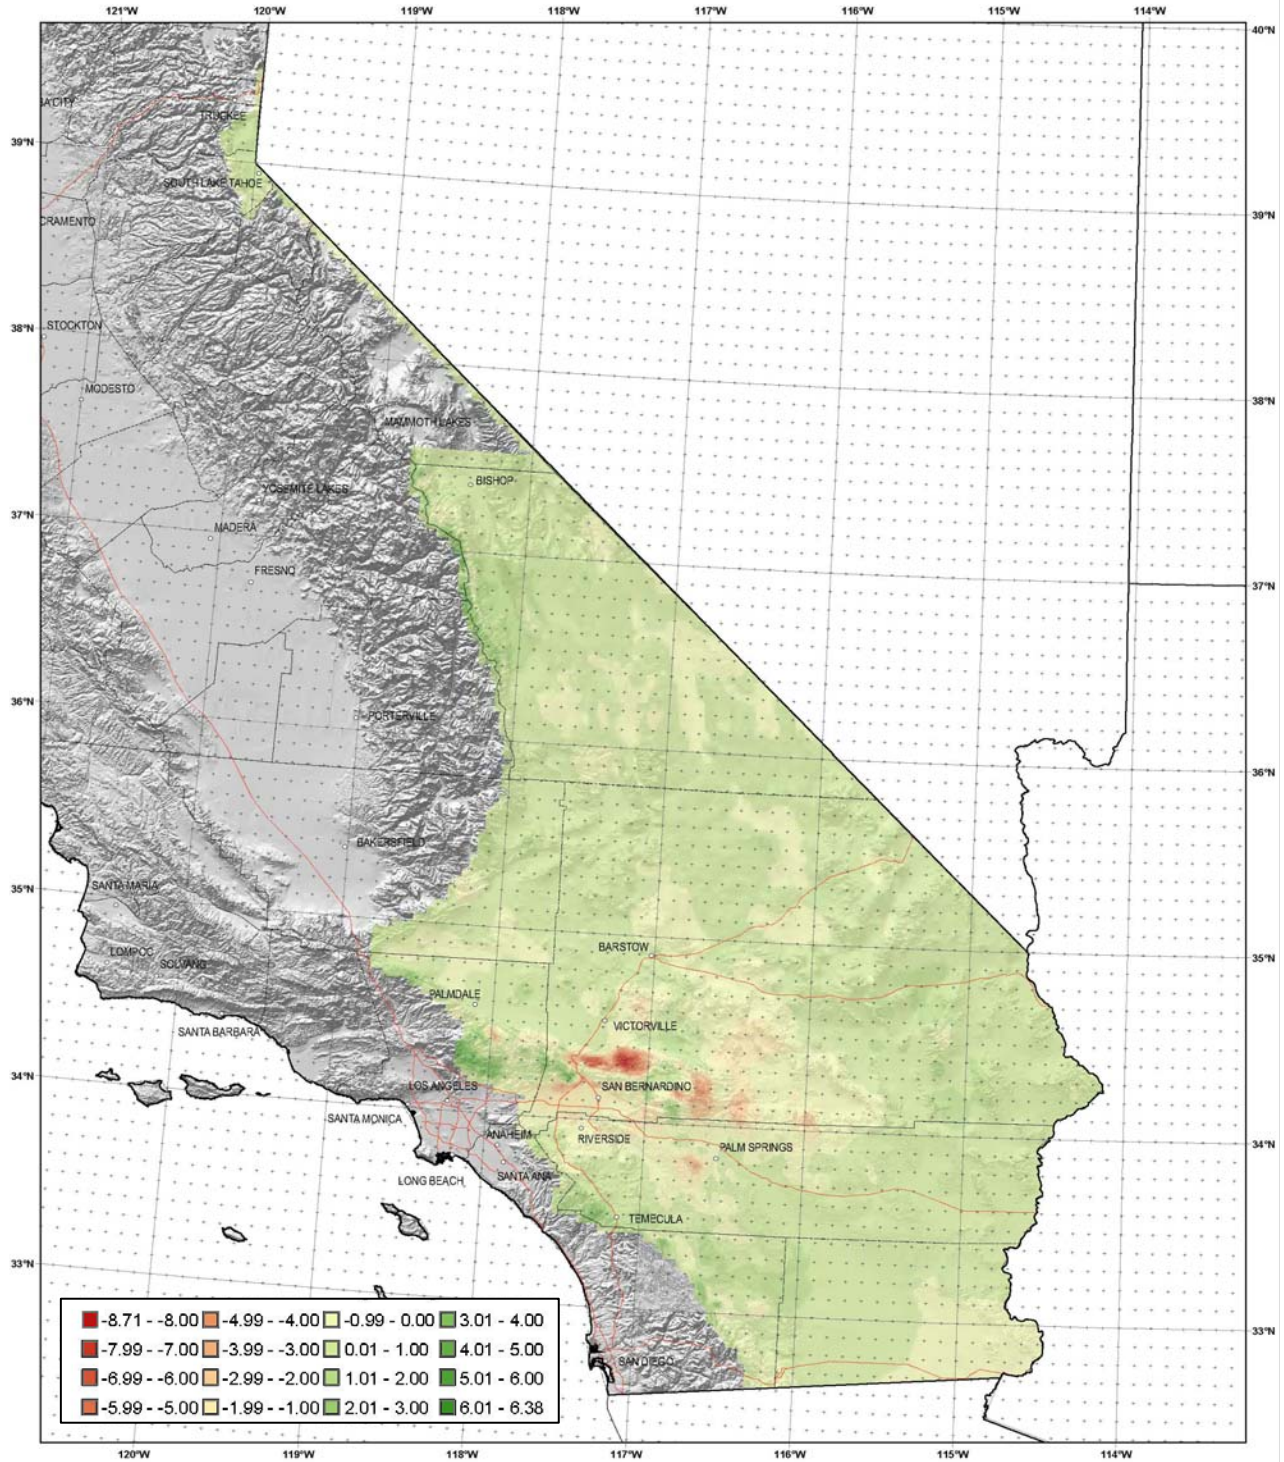 121°W 120°W 119°W 118°W 117°W 116°W 115°W 114°W
40°N
TRUCKEE
39°N
SOUTH LAKE TAHOE
39°N
CRAMENTO
38°N
STOCKTON
MODESTO
38°N
MAMMOTH LAKES
BISHOP
YOSEMITE LAKES
37°N
MADERA
FRESNO
37°N
36°N
PORTERVILLE
36°N
BAKERSFIELD
35°N
SANTA MARIA
BARSTOW
LOMPOC
SOLVANG
35°N
PALMDALE
SANTA BARBARA
VICTORVILLE
34°N
LOS ANGELES
SAN BERNARDINO
SANTA MONICA
ANAHEIM
RIVERSIDE
34°N
PALM SPRINGS
SANTA ANA
LONG BEACH
TEMECULA
33°N
33°N
SAN DIEGO
-8.71 - -8.00 -4.99 - -4.00 -0.99 - 0.00 3.01 - 4.00
-7.99 - -7.00 -3.99 - -3.00 0.01 - 1.00 4.01 - 5.00
-6.99 - -6.00 -2.99 - -2.00 1.01 - 2.00 5.01 - 6.00
-5.99 - -5.00 -1.99 - -1.00 2.01 - 3.00 6.01 - 6.38
120°W 119°W 118°W 117°W 116°W 115°W 114°W